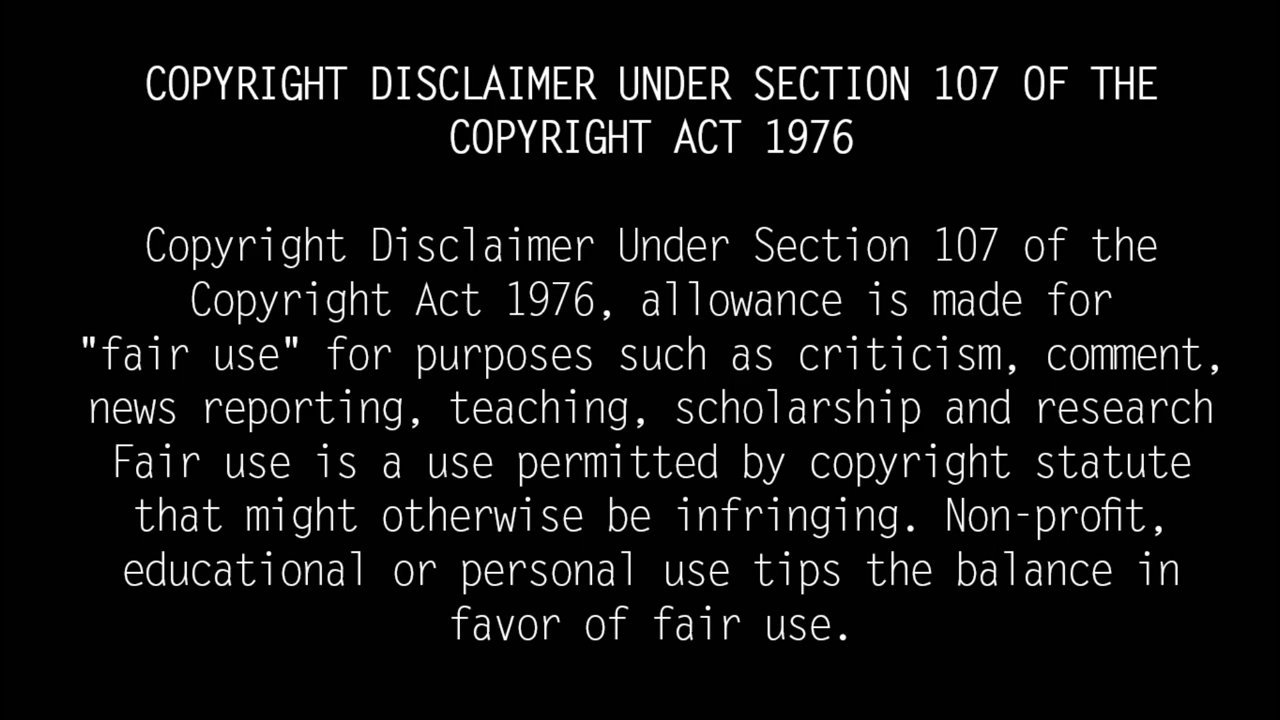 COPYRIGHT DISCLAIMER UNDER SECTION 107 OF THE
COPYRIGHT ACT 1976
Copyright Disclaimer Under Section 107 of the
Copyright Act 1976, allowance is made for
"fair use" for purposes such as criticism, comment,
news reporting, teaching, scholarship and research
Fair use is a use permitted by copyright statute
that might otherwise be infringing. Non-profit,
educational or personal use tips the balance in
favor of fair use.